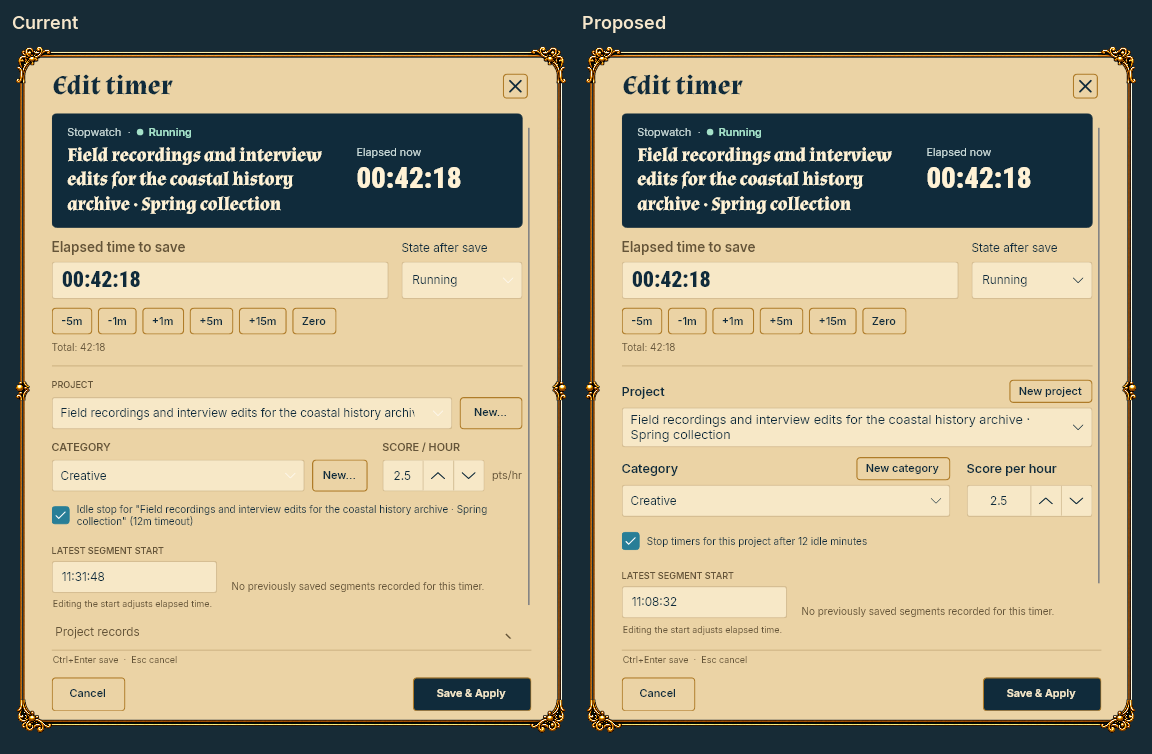 Current
Edit timer
Stopwatch · Running
Field recordings and interview
edits for the coastal history
archive · Spring collection
Elapsed now
00:42:18
Elapsed time to save
State after save
00:42:18
Running
-5m
-1m
+1m
+5m
+15m
Zero
Total: 42:18
PROJECT
Field recordings and interview edits for the coastal history archiv
New...
CATEGORY
SCORE / HOUR
Creative
New...
2.5
pts/hr
Idle stop for "Field recordings and interview edits for the coastal history archive · Spring
collection" (12m timeout)
LATEST SEGMENT START
11:31:48
No previously saved segments recorded for this timer.
Editing the start adjusts elapsed time.
Project records
Ctrl+Enter save · Esc cancel
Cancel
Save & Apply
Proposed
Edit timer
Stopwatch · Running
Field recordings and interview
edits for the coastal history
archive · Spring collection
Elapsed now
00:42:18
Elapsed time to save
State after save
00:42:18
Running
-5m
-1m
+1m
+5m
+15m
Zero
Total: 42:18
Project
New project
Field recordings and interview edits for the coastal history archive ·
Spring collection
Category
New category
Score per hour
Creative
2.5
Stop timers for this project after 12 idle minutes
LATEST SEGMENT START
11:08:32
No previously saved segments recorded for this timer.
Editing the start adjusts elapsed time.
Ctrl+Enter save · Esc cancel
Cancel
Save & Apply